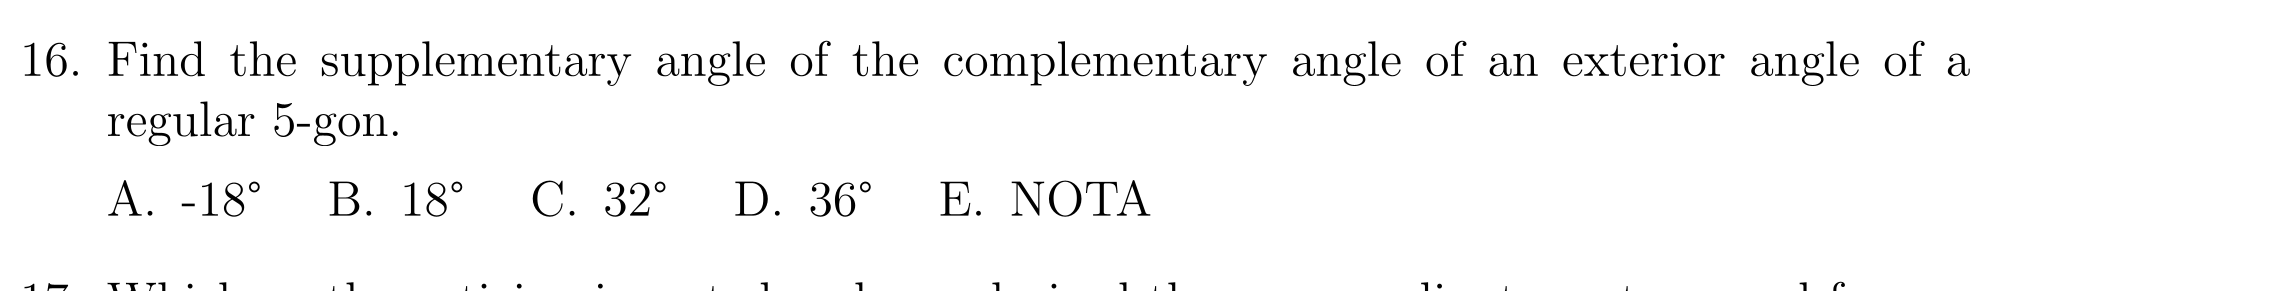 16. Find the supplementary angle of the complementary angle of an exterior angle of a
regular 5-gon.
A. -18° B. 18° C. 32° D. 36° E. NOTA